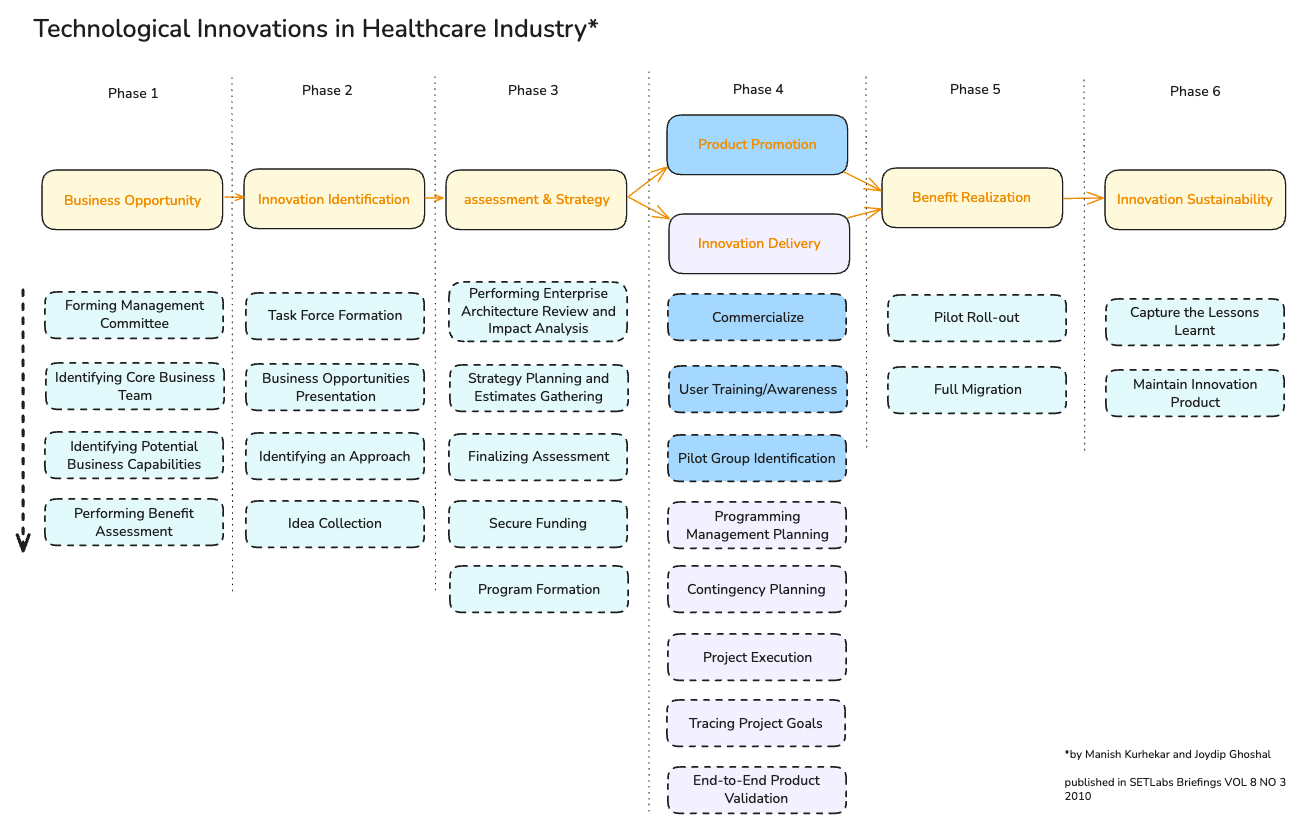 Technological Innovations in Healthcare Industry*
Phase 1
Phase 2
Phase 3
Phase 4
Phase 5
Phase 6
Business Opportunity
Innovation Identification
assessment & Strategy
Product Promotion
Innovation Delivery
Benefit Realization
Innovation Sustainability
Forming Management
Committee
Identifying Core Business
Team
Identifying Potential
Business Capabilities
Performing Benefit
Assessment
Task Force Formation
Business Opportunities
Presentation
Identifying an Approach
Idea Collection
Performing Enterprise
Architecture Review and
Impact Analysis
Strategy Planning and
Estimates Gathering
Finalizing Assessment
Secure Funding
Program Formation
Commercialize
User Training/Awareness
Pilot Group Identification
Programming
Management Planning
Contingency Planning
Project Execution
Tracing Project Goals
End-to-End Product
Validation
Pilot Roll-out
Full Migration
Capture the Lessons
Learnt
Maintain Innovation
Product
*by Manish Kurhekar and Joydip Ghoshal
published in SETLabs Briefings VOL 8 NO 3
2010